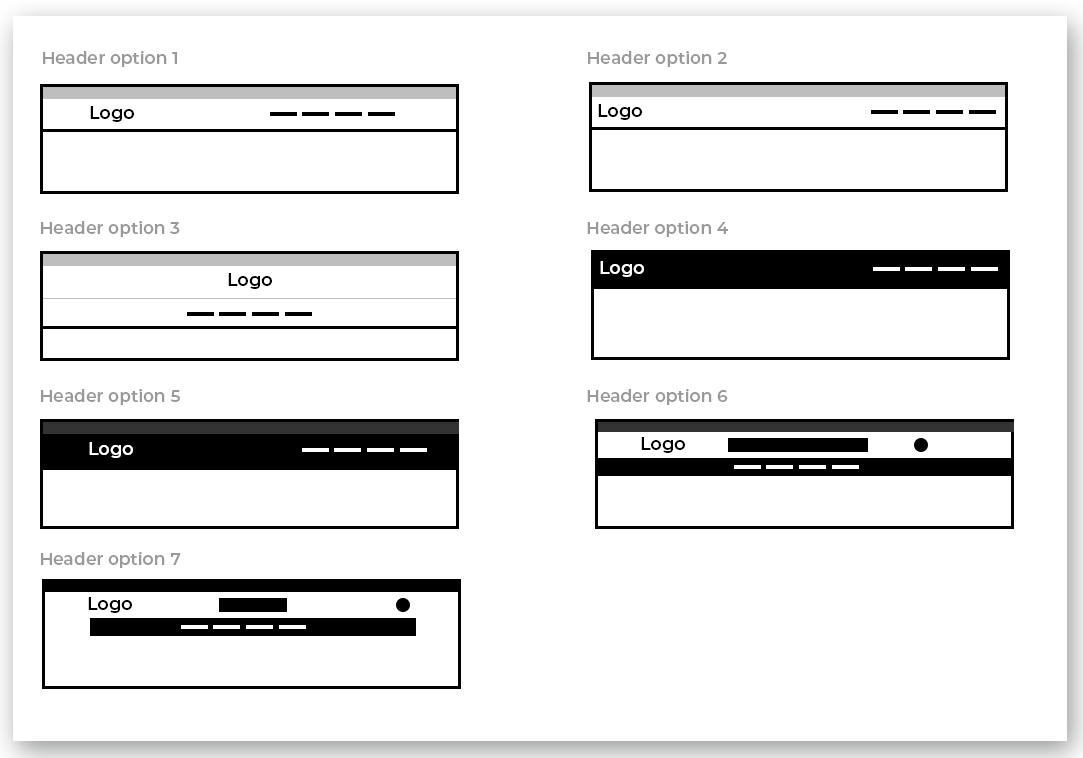 Header option 1
Header option 2
Logo
Logo
Header option 3
Header option 4
Logo
Logo
Header option 5
Header option 6
Logo
Logo
Header option 7
Logo